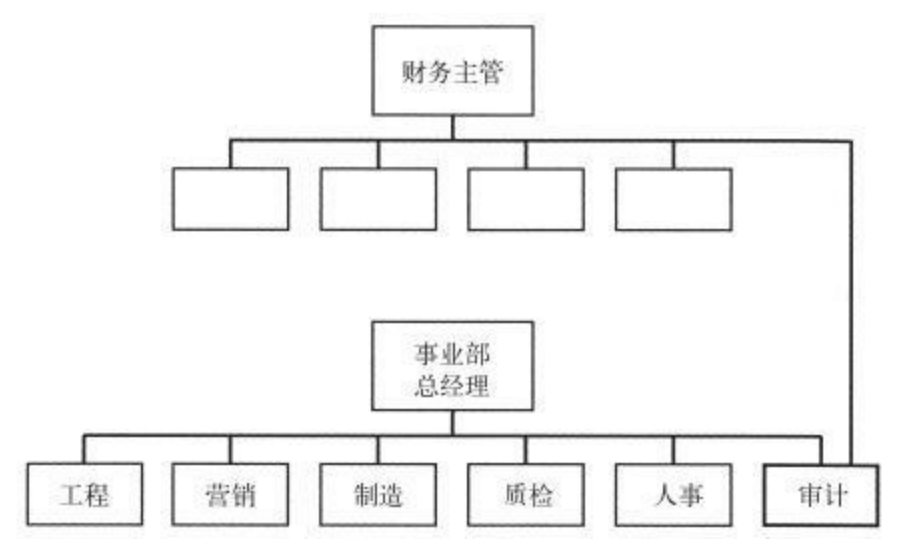 财务主管
事业部
总经理
工程
营销
制造
质检
人事
审计